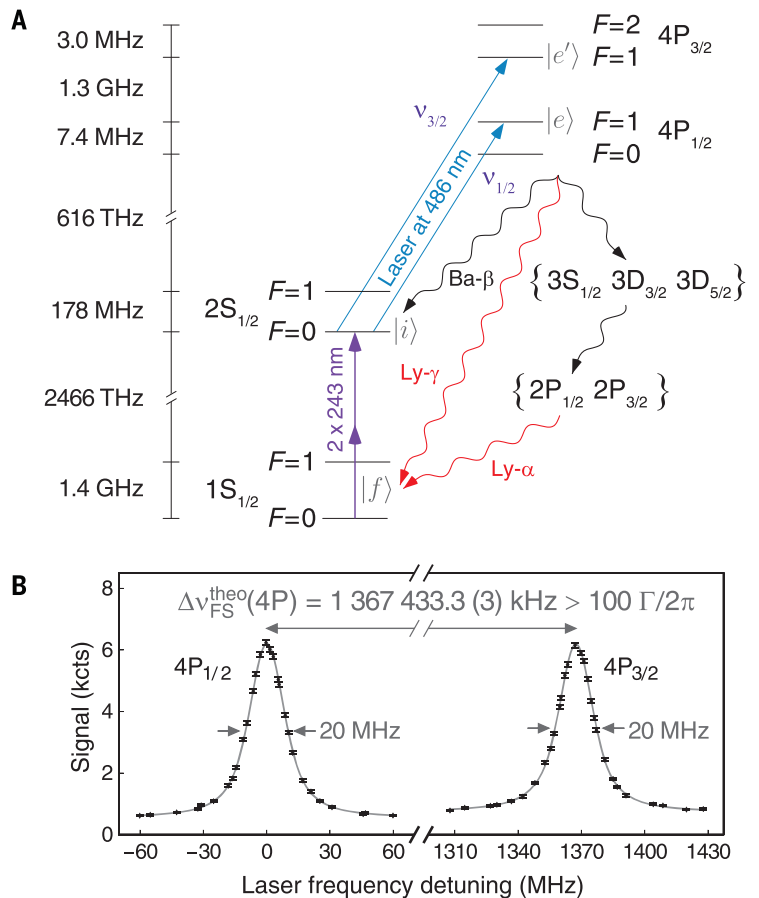 A
3.0 MHz
1.3 GHz
7.4 MHz
616 THz
178 MHz
2466 THz
1.4 GHz
F=2 4P3/2
|e′⟩ F=1
|e⟩ F=1 4P1/2
F=0
ν3/2
ν1/2
Laser at 486 nm
Ba-β
{3S1/2 3D3/2 3D5/2}
2S1/2 F=1
F=0 |i⟩
Ly-γ
{2P1/2 2P3/2}
2 x 243 nm
Ly-α
1S1/2 F=1
|f⟩
F=0
B
Signal (kcts)
8
6
4
2
0
ΔνFS^theo(4P) = 1 367 433.3 (3) kHz > 100 Γ/2π
4P1/2
4P3/2
20 MHz
20 MHz
−60 −30 0 30 60 1310 1340 1370 1400 1430
Laser frequency detuning (MHz)